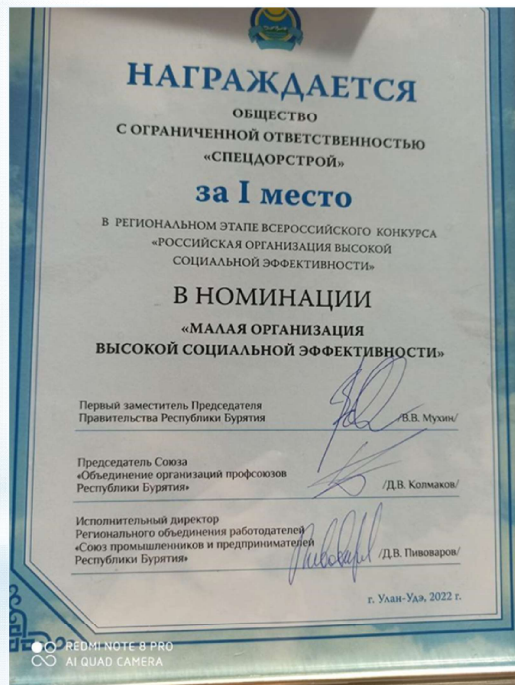 НАГРАЖДАЕТСЯ
ОБЩЕСТВО
С ОГРАНИЧЕННОЙ ОТВЕТСТВЕННОСТЬЮ
«СПЕЦДОРСТРОЙ»
за I место
В РЕГИОНАЛЬНОМ ЭТАПЕ ВСЕРОССИЙСКОГО КОНКУРСА
«РОССИЙСКАЯ ОРГАНИЗАЦИЯ ВЫСОКОЙ
СОЦИАЛЬНОЙ ЭФФЕКТИВНОСТИ»
В НОМИНАЦИИ
«МАЛАЯ ОРГАНИЗАЦИЯ
ВЫСОКОЙ СОЦИАЛЬНОЙ ЭФФЕКТИВНОСТИ»
Первый заместитель Председателя
Правительства Республики Бурятия /В.В. Мухин/
Председатель Союза
«Объединение организаций профсоюзов
Республики Бурятия» /Д.В. Колмаков/
Исполнительный директор
Регионального объединения работодателей
«Союз промышленников и предпринимателей
Республики Бурятия» /Д.В. Пивоваров/
г. Улан-Удэ, 2022 г.
REDMI NOTE 8 PRO
AI QUAD CAMERA